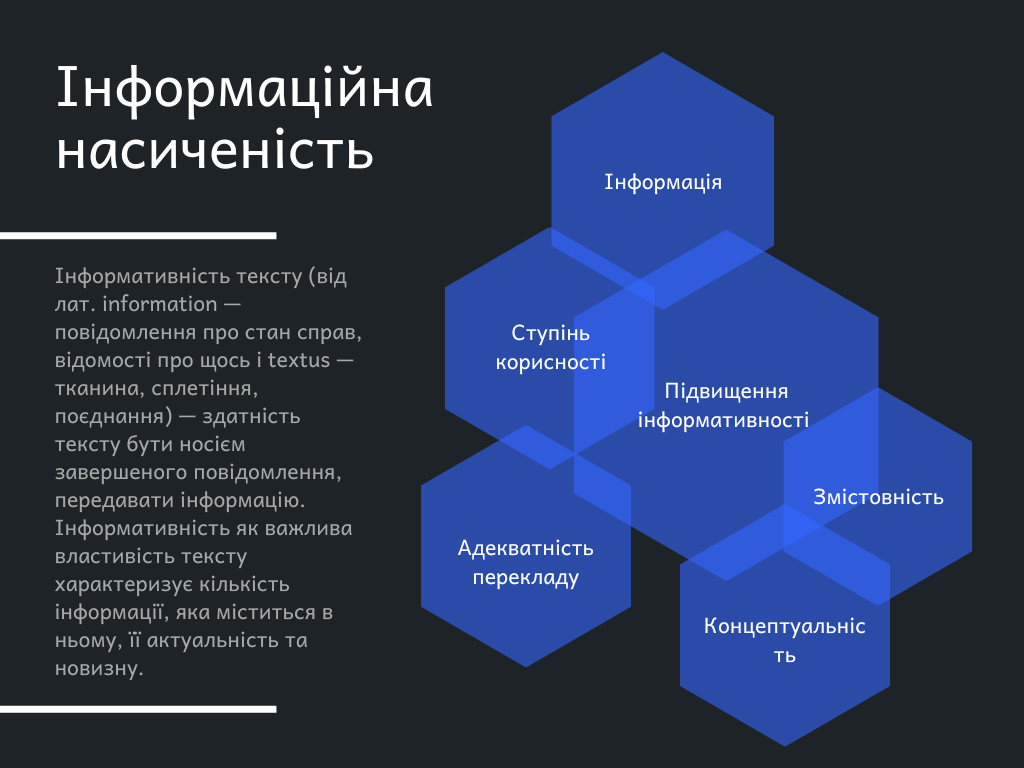 Інформаційна
насиченість
Інформативність тексту (від
лат. information —
повідомлення про стан справ,
відомості про щось і textus —
тканина, сплетіння,
поєднання) — здатність
тексту бути носієм
завершеного повідомлення,
передавати інформацію.
Інформативність як важлива
властивість тексту
характеризує кількість
інформації, яка міститься в
ньому, її актуальність та
новизну.
Інформація
Ступінь
корисності
Підвищення
інформативності
Змістовність
Адекватність
перекладу
Концептуальніс
ть